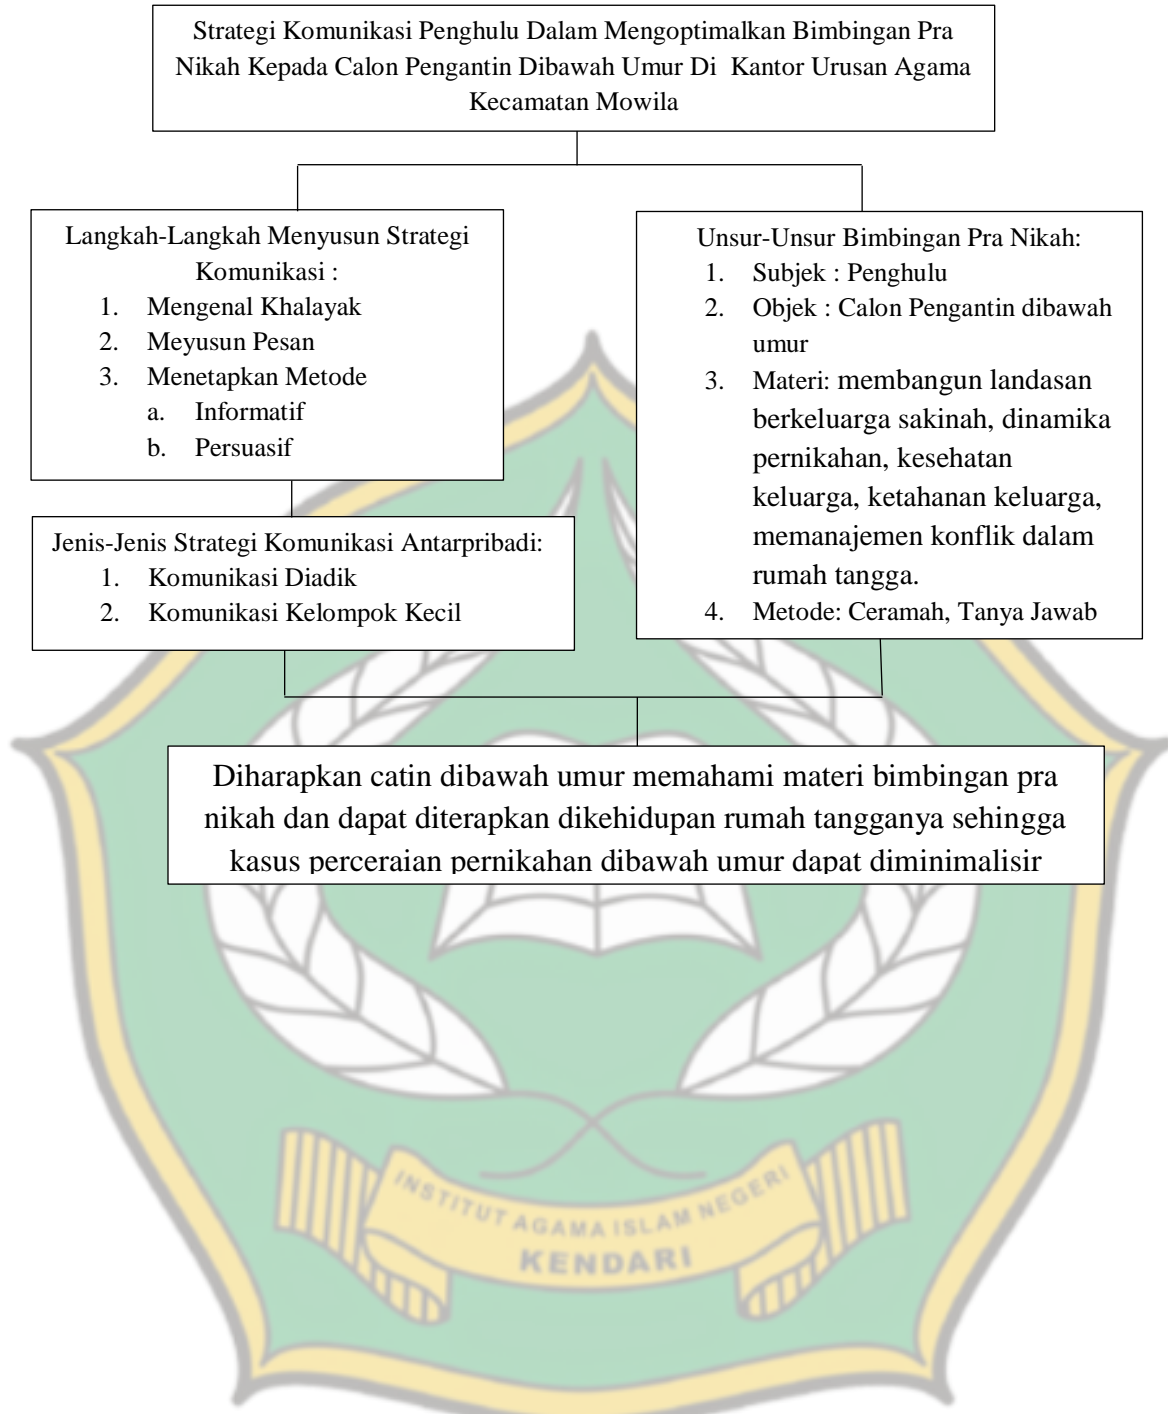 Strategi Komunikasi Penghulu Dalam Mengoptimalkan Bimbingan Pra
Nikah Kepada Calon Pengantin Dibawah Umur Di Kantor Urusan Agama
Kecamatan Mowila
Langkah-Langkah Menyusun Strategi
Komunikasi :
1. Mengenal Khalayak
2. Meyusun Pesan
3. Menetapkan Metode
a. Informatif
b. Persuasif
Jenis-Jenis Strategi Komunikasi Antarpribadi:
1. Komunikasi Diadik
2. Komunikasi Kelompok Kecil
Unsur-Unsur Bimbingan Pra Nikah:
1. Subjek : Penghulu
2. Objek : Calon Pengantin dibawah
umur
3. Materi: membangun landasan
berkeluarga sakinah, dinamika
pernikahan, kesehatan
keluarga, ketahanan keluarga,
memanajemen konflik dalam
rumah tangga.
4. Metode: Ceramah, Tanya Jawab
Diharapkan catin dibawah umur memahami materi bimbingan pra
nikah dan dapat diterapkan dikehidupan rumah tangganya sehingga
kasus perceraian pernikahan dibawah umur dapat diminimalisir
INSTITUT AGAMA ISLAM NEGERI
KENDARI